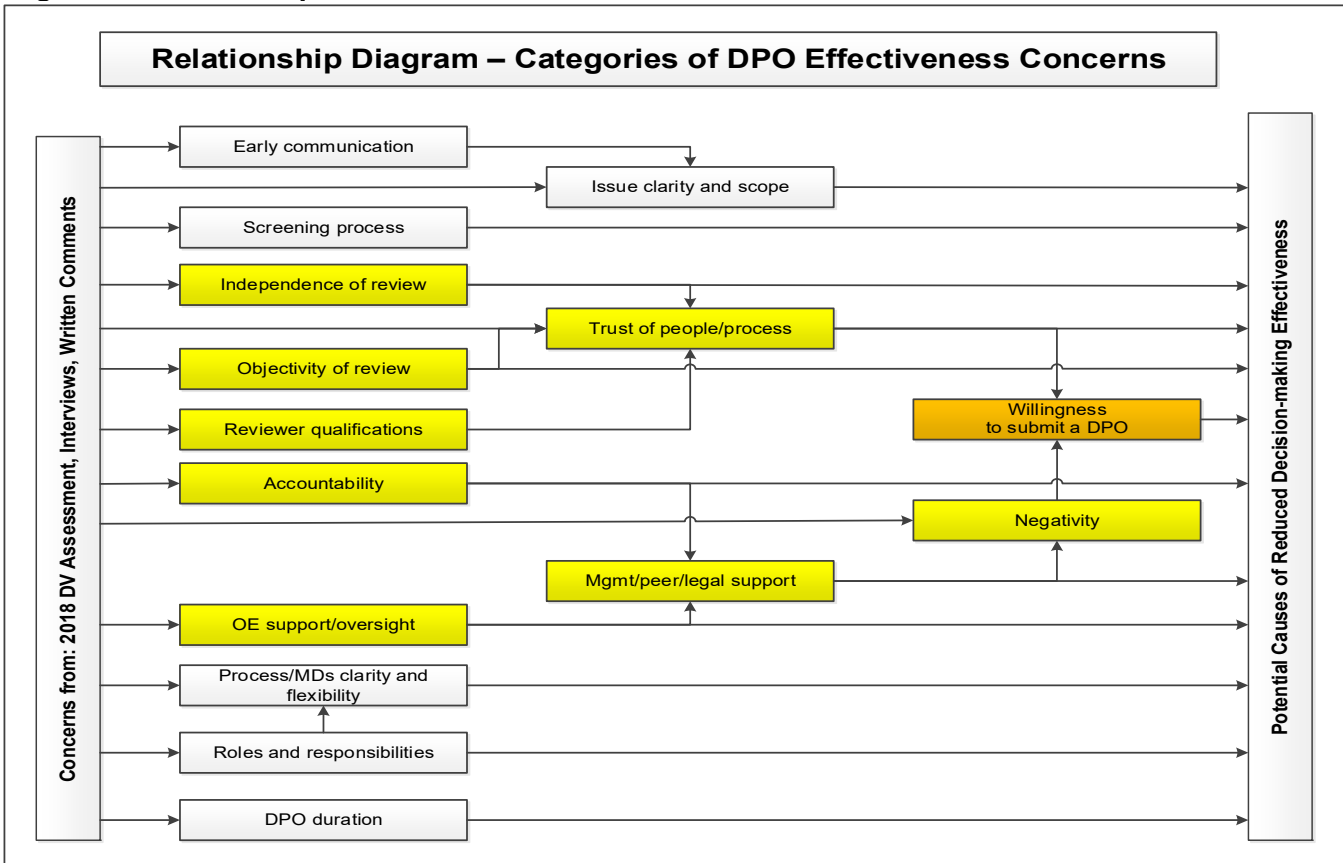 Relationship Diagram – Categories of DPO Effectiveness Concerns
Concerns from: 2018 DV Assessment, Interviews, Written Comments
Early communication
Issue clarity and scope
Screening process
Independence of review
Trust of people/process
Objectivity of review
Willingness
to submit a DPO
Reviewer qualifications
Accountability
Negativity
Mgmt/peer/legal support
OE support/oversight
Process/MDs clarity and
flexibility
Roles and responsibilities
DPO duration
Potential Causes of Reduced Decision-making Effectiveness